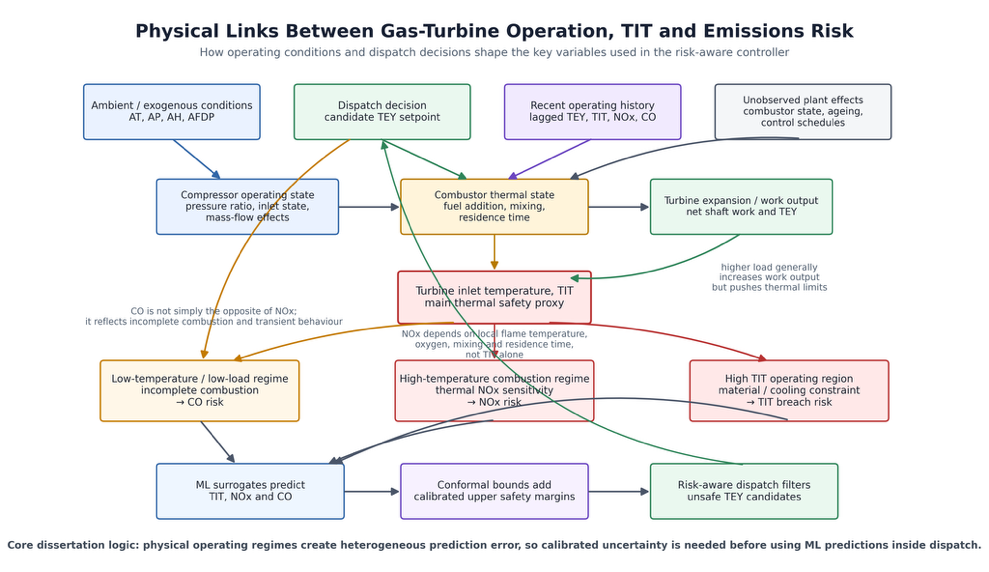 Physical Links Between Gas-Turbine Operation, TIT and Emissions Risk
How operating conditions and dispatch decisions shape the key variables used in the risk-aware controller
Ambient / exogenous conditions
AT, AP, AH, AFDP
Dispatch decision
candidate TEY setpoint
Recent operating history
lagged TEY, TIT, NOx, CO
Unobserved plant effects
combustor state, ageing,
control schedules
Compressor operating state
pressure ratio, inlet state,
mass-flow effects
Combustor thermal state
fuel addition, mixing,
residence time
Turbine expansion / work output
net shaft work and TEY
higher load generally
increases work output
but pushes thermal limits
Turbine inlet temperature, TIT
main thermal safety proxy
CO is not simply the opposite of NOx;
it reflects incomplete combustion and transient behaviour
NOx depends on local flame temperature,
oxygen, mixing and residence time,
not TIT alone
Low-temperature / low-load regime
incomplete combustion
→ CO risk
High-temperature combustion regime
thermal NOx sensitivity
→ NOx risk
High TIT operating region
material / cooling constraint
→ TIT breach risk
ML surrogates predict
TIT, NOx and CO
Conformal bounds add
calibrated upper safety margins
Risk-aware dispatch filters
unsafe TEY candidates
Core dissertation logic: physical operating regimes create heterogeneous prediction error, so calibrated uncertainty is needed before using ML predictions inside dispatch.